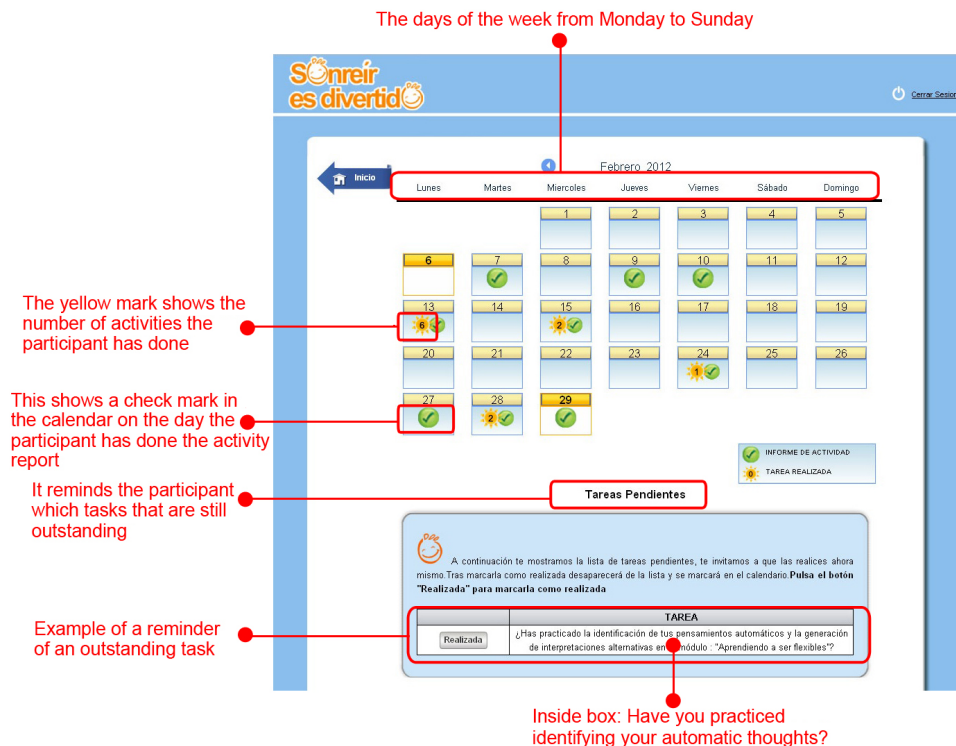 The days of the week from Monday to Sunday
Sonreír
es divertido
Cerrar Sesion
Inicio
Febrero 2012
Lunes Martes Miercoles Jueves Viernes Sábado Domingo
1 2 3 4 5
6 7 8 9 10 11 12
The yellow mark shows the
number of activities the
participant has done
13 14 15 16 17 18 19
6 2
20 21 22 23 24 25 26
1
This shows a check mark in
the calendar on the day the
participant has done the activity
report
27 28 29
2
INFORME DE ACTIVIDAD
0 TAREA REALIZADA
It reminds the participant
which tasks that are still
outstanding
Tareas Pendientes
A continuación te mostramos la lista de tareas pendientes, te invitamos a que las realices ahora
mismo.Tras marcarla como realizada desaparecerá de la lista y se marcará en el calendario.Pulsa el botón
"Realizada" para marcarla como realizada
Example of a reminder
of an outstanding task
TAREA
Realizada
¿Has practicado la identificación de tus pensamientos automáticos y la generación
de interpretaciones alternativas en módulo : "Aprendiendo a ser flexibles"?
Inside box: Have you practiced
identifying your automatic thoughts?